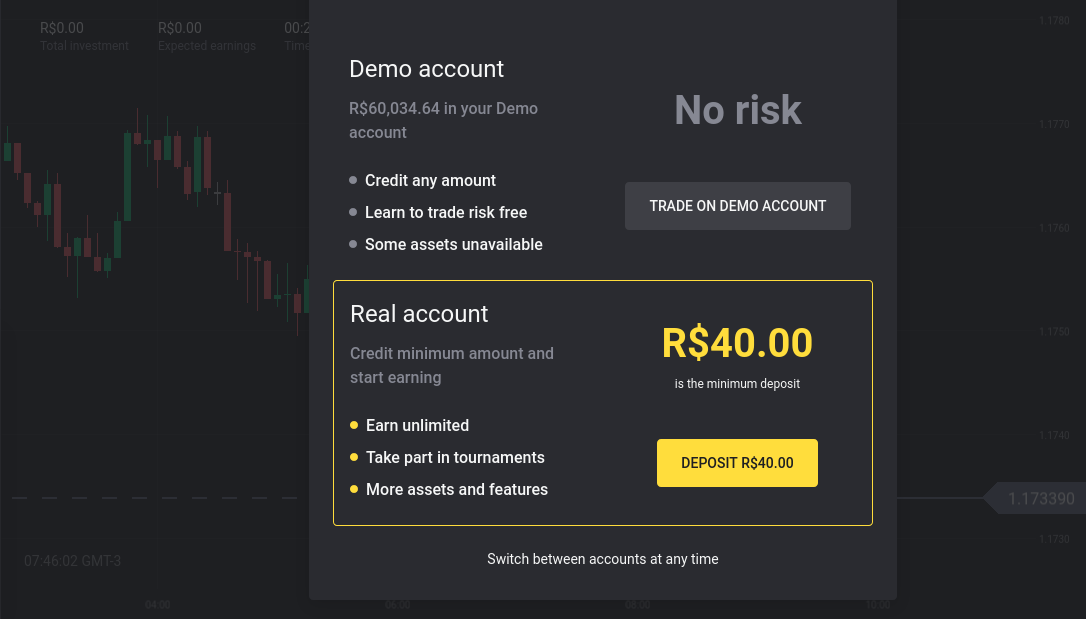 R$0.00
Total investment
R$0.00
Expected earnings
00:2
Time
1.1780
1.1770
1.1760
1.1750
1.1740
1.173390
1.1730
Demo account
R$60,034.64 in your Demo
account
Credit any amount
Learn to trade risk free
Some assets unavailable
No risk
TRADE ON DEMO ACCOUNT
Real account
Credit minimum amount and
start earning
Earn unlimited
Take part in tournaments
More assets and features
R$40.00
is the minimum deposit
DEPOSIT R$40.00
Switch between accounts at any time
07:46:02 GMT-3
04:00
06:00
08:00
10:00